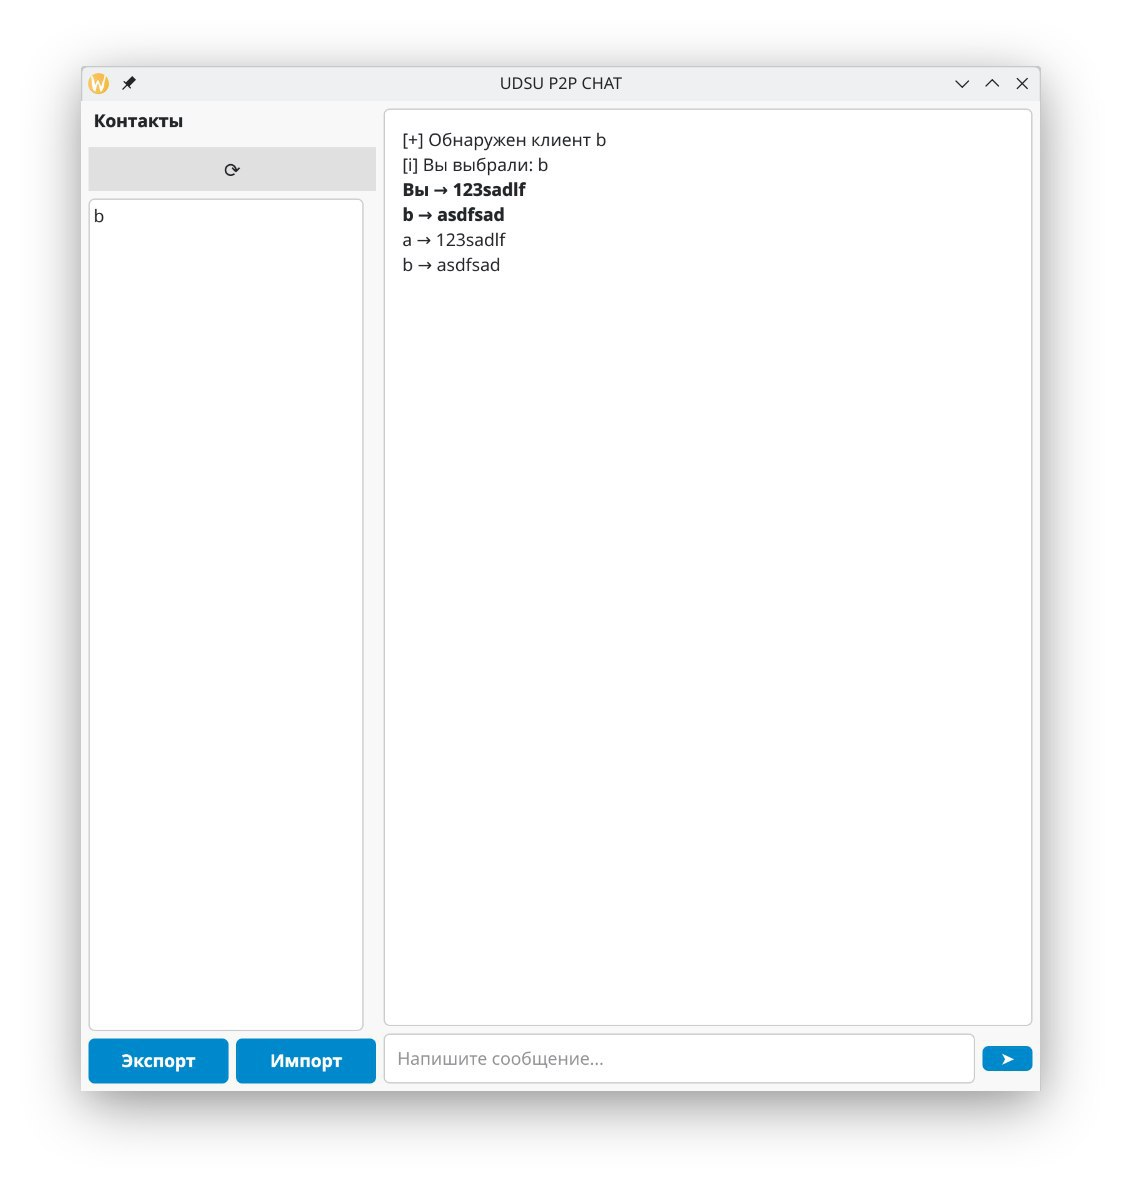 UDSU P2P CHAT
Контакты
⟳
b
Экспорт
Импорт
[+] Обнаружен клиент b
[i] Вы выбрали: b
Вы → 123sadlf
b → asdfsad
a → 123sadlf
b → asdfsad
Напишите сообщение...
➤